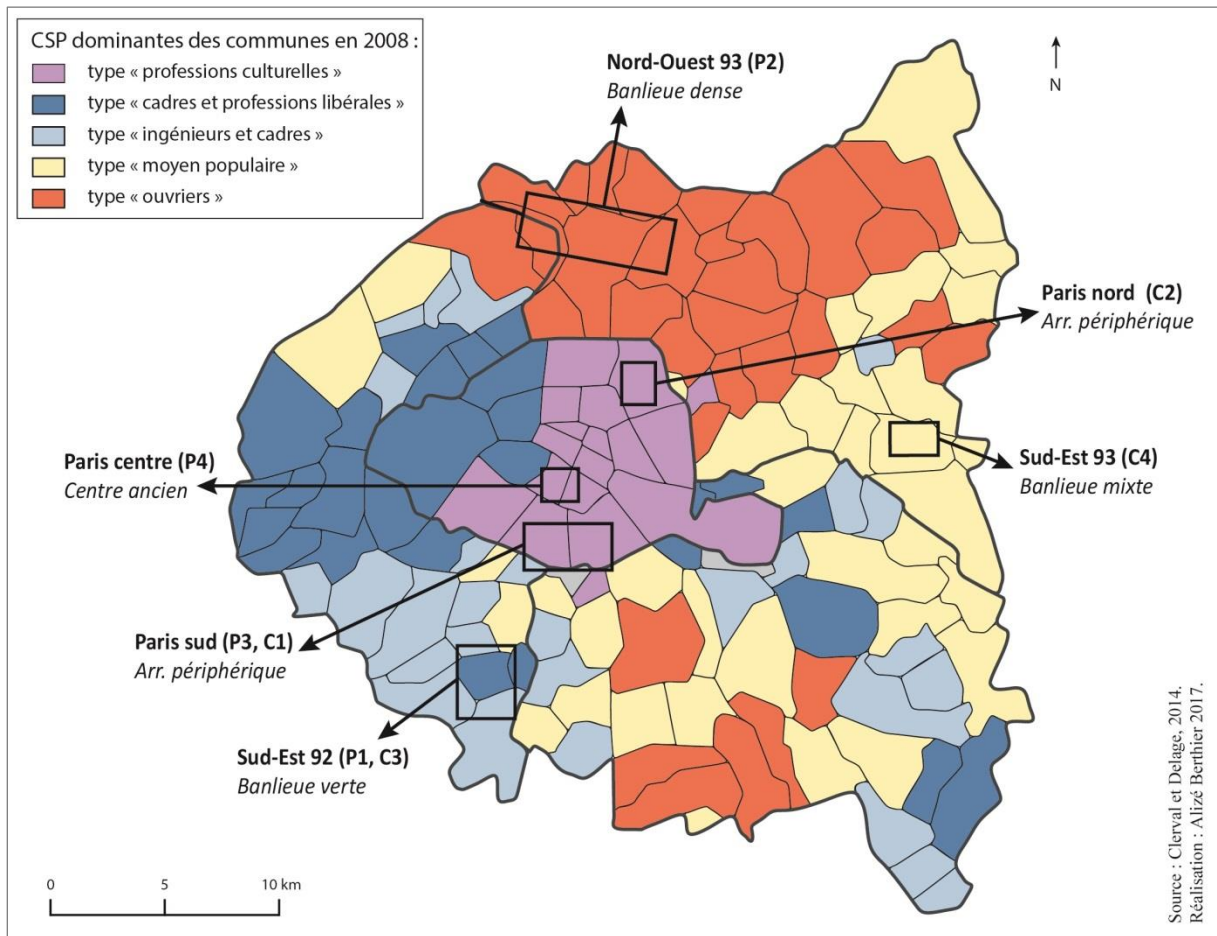 CSP dominantes des communes en 2008 :
type « professions culturelles »
type « cadres et professions libérales »
type « ingénieurs et cadres »
type « moyen populaire »
type « ouvriers »
Nord-Ouest 93 (P2)
Banlieue dense
N
Paris nord (C2)
Arr. périphérique
Paris centre (P4)
Centre ancien
Sud-Est 93 (C4)
Banlieue mixte
Paris sud (P3, C1)
Arr. périphérique
Sud-Est 92 (P1, C3)
Banlieue verte
0 5 10 km
Source : Clerval et Delage, 2014.
Réalisation : Alizé Berthier 2017.